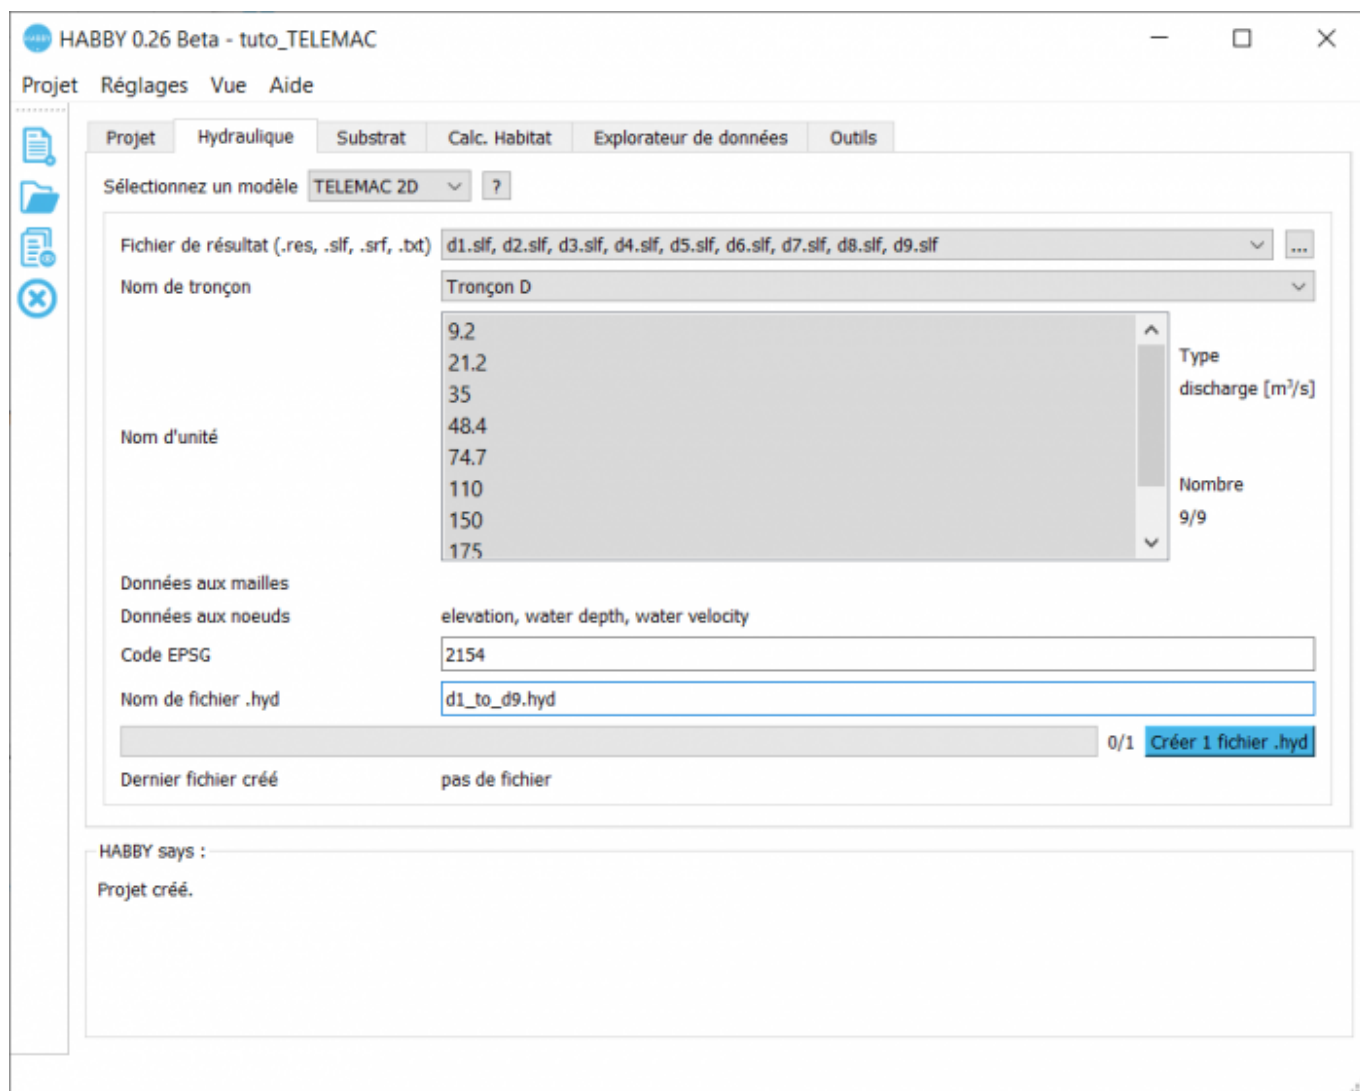 HABBY 0.26 Beta - tuto_TELEMAC
Projet Réglages Vue Aide
Projet Hydraulique Substrat Calc. Habitat Explorateur de données Outils
Sélectionnez un modèle TELEMAC 2D ?
Fichier de résultat (.res, .slf, .srf, .txt) d1.slf, d2.slf, d3.slf, d4.slf, d5.slf, d6.slf, d7.slf, d8.slf, d9.slf ...
Nom de tronçon Tronçon D
9.2
21.2
Type
35
discharge [m³/s]
48.4
Nom d'unité
74.7
110
Nombre
150
9/9
175
Données aux mailles
Données aux noeuds elevation, water depth, water velocity
Code EPSG 2154
Nom de fichier .hyd d1_to_d9.hyd
0/1 Créer 1 fichier .hyd
Dernier fichier créé pas de fichier
HABBY says :
Projet créé.